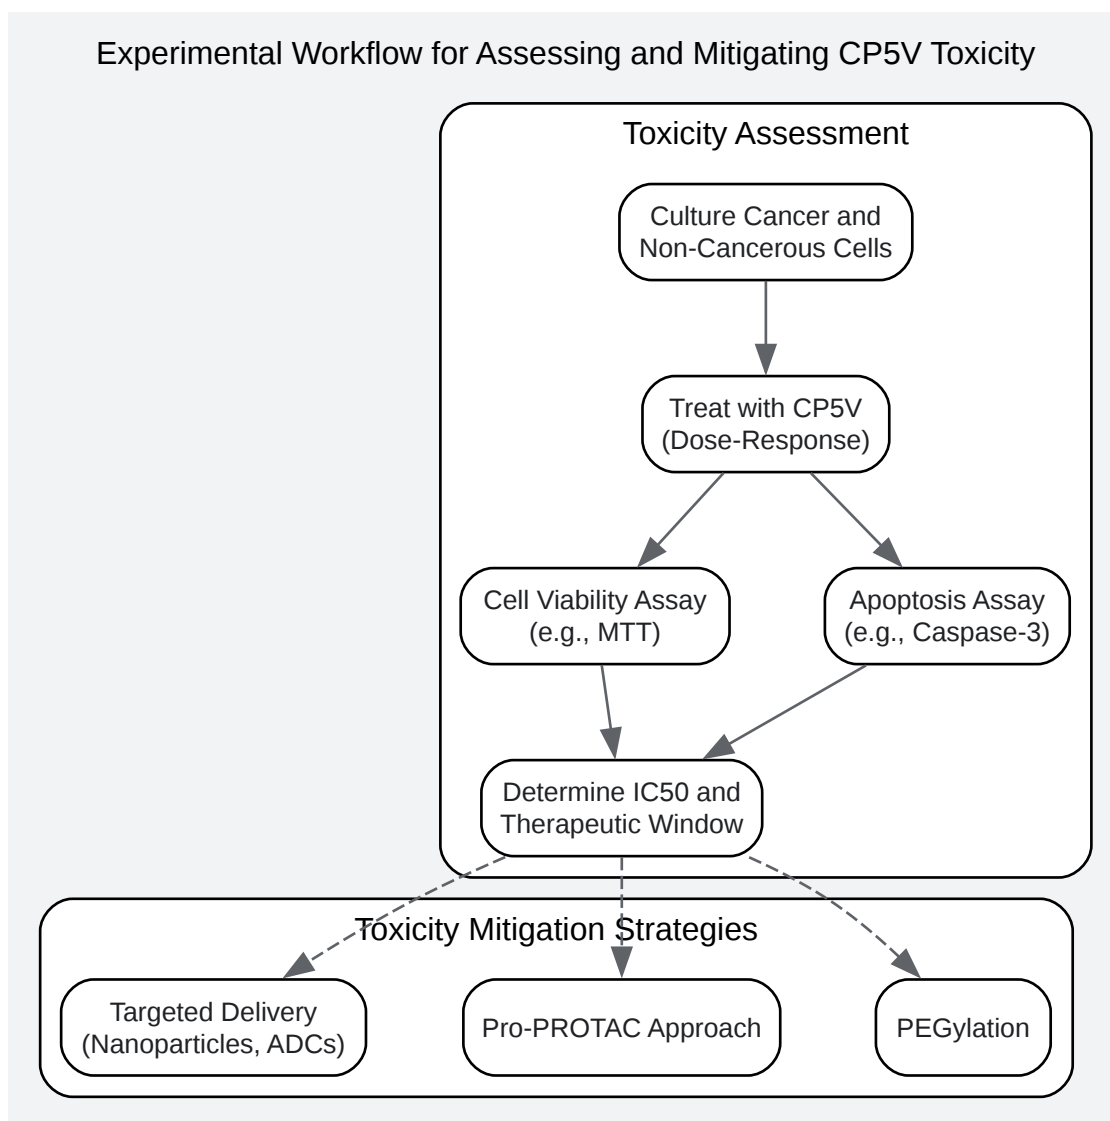 Experimental Workflow for Assessing and Mitigating CP5V Toxicity
Toxicity Assessment
Culture Cancer and
Non-Cancerous Cells
Treat with CP5V
(Dose-Response)
Cell Viability Assay
(e.g., MTT)
Apoptosis Assay
(e.g., Caspase-3)
Determine IC50 and
Therapeutic Window
Toxicity Mitigation Strategies
Targeted Delivery
(Nanoparticles, ADCs)
Pro-PROTAC Approach
PEGylation